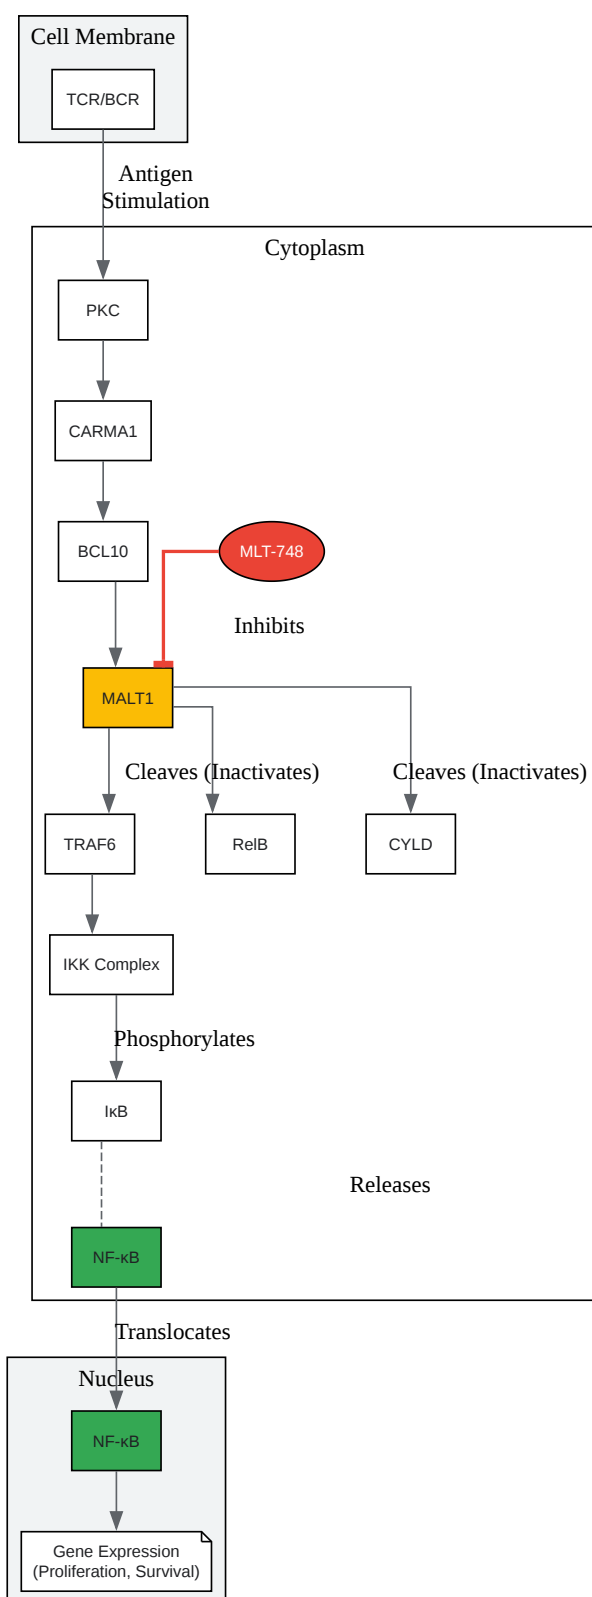 Cell Membrane
TCR/BCR
Antigen
Stimulation
Cytoplasm
PKC
CARMA1
BCL10
MLT-748
Inhibits
MALT1
Cleaves (Inactivates)
Cleaves (Inactivates)
TRAF6
RelB
CYLD
IKK Complex
Phosphorylates
IκB
Releases
NF-κB
Translocates
Nucleus
NF-κB
Gene Expression
(Proliferation, Survival)